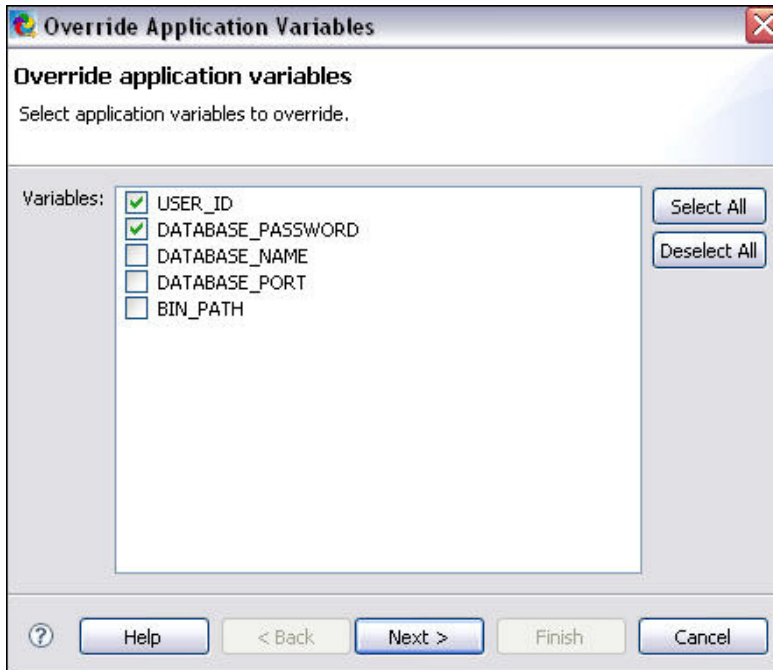 Override Application Variables
Override application variables
Select application variables to override.
Variables:
USER_ID
DATABASE_PASSWORD
DATABASE_NAME
DATABASE_PORT
BIN_PATH
Select All
Deselect All
? Help < Back Next > Finish Cancel